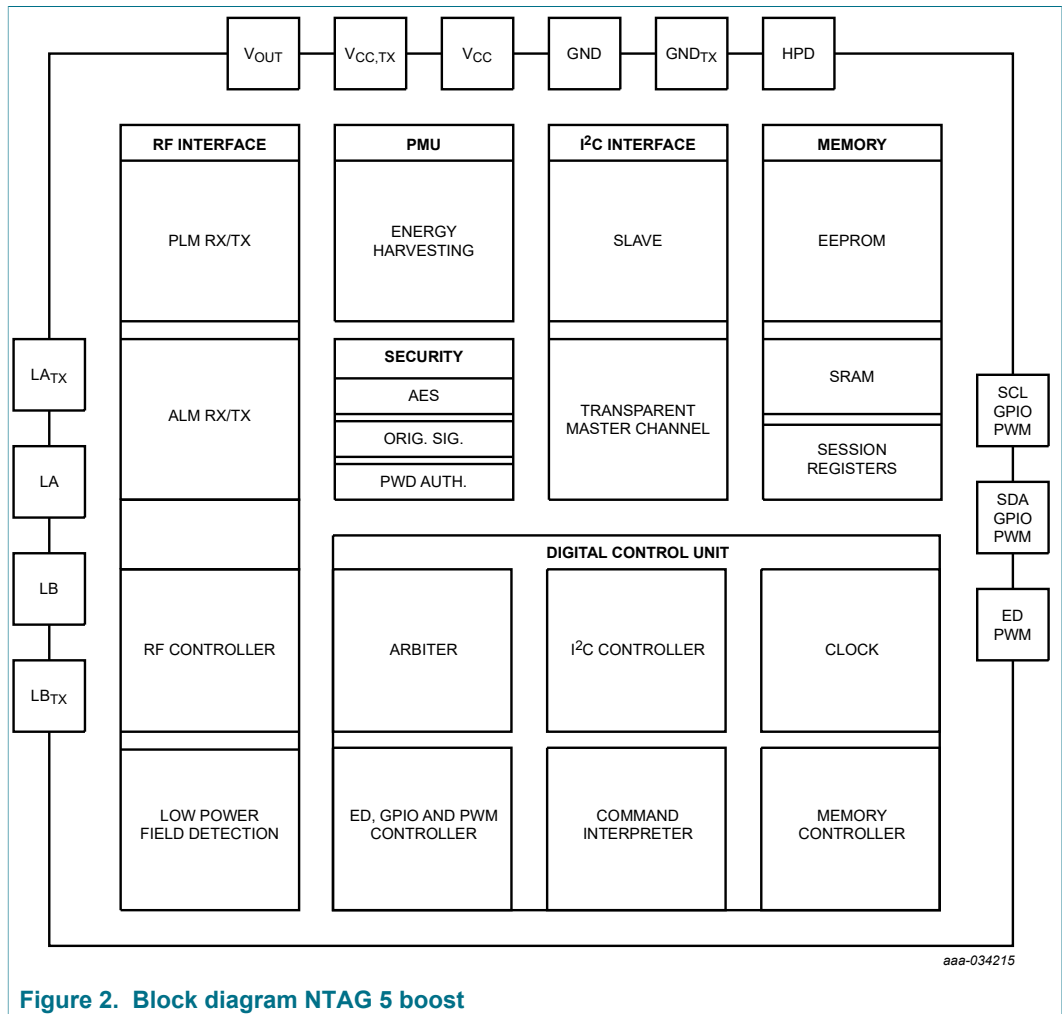 VOUT
VCC,TX
VCC
GND
GNDTX
HPD
RF INTERFACE
PMU
I2C INTERFACE
MEMORY
PLM RX/TX
ENERGY
HARVESTING
SLAVE
EEPROM
LATX
LA
LB
LBTX
ALM RX/TX
SECURITY
AES
ORIG. SIG.
PWD AUTH.
TRANSPARENT
MASTER CHANNEL
SRAM
SESSION
REGISTERS
SCL
GPIO
PWM
SDA
GPIO
PWM
ED
PWM
DIGITAL CONTROL UNIT
RF CONTROLLER
ARBITER
I2C CONTROLLER
CLOCK
LOW POWER
FIELD DETECTION
ED, GPIO AND PWM
CONTROLLER
COMMAND
INTERPRETER
MEMORY
CONTROLLER
aaa-034215
Figure 2. Block diagram NTAG 5 boost